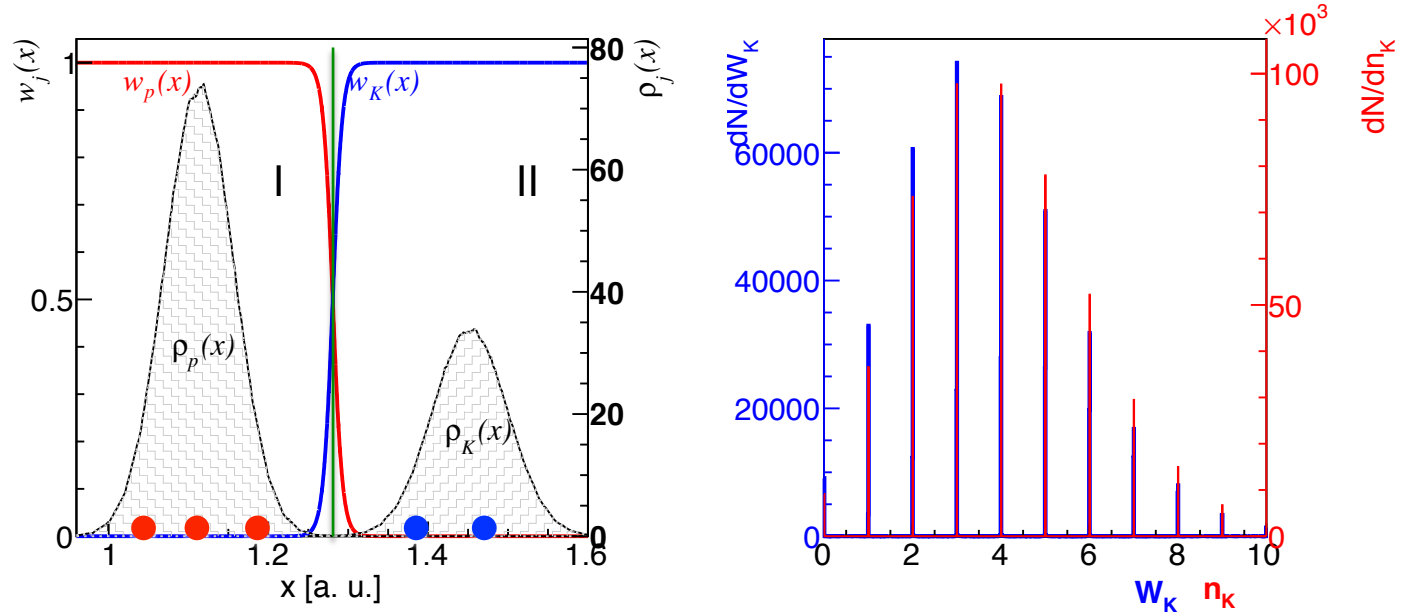 w_j(x)
1
0.5
0
w_p(x)
w_K(x)
I
II
ρ_p(x)
ρ_K(x)
80
60
40
20
0
ρ_j(x)
1
1.2
1.4
1.6
x [a. u.]
dN/dW_K
60000
40000
20000
0
×10³
100
50
0
dN/dn_K
0
2
4
6
8
10
W_K n_K